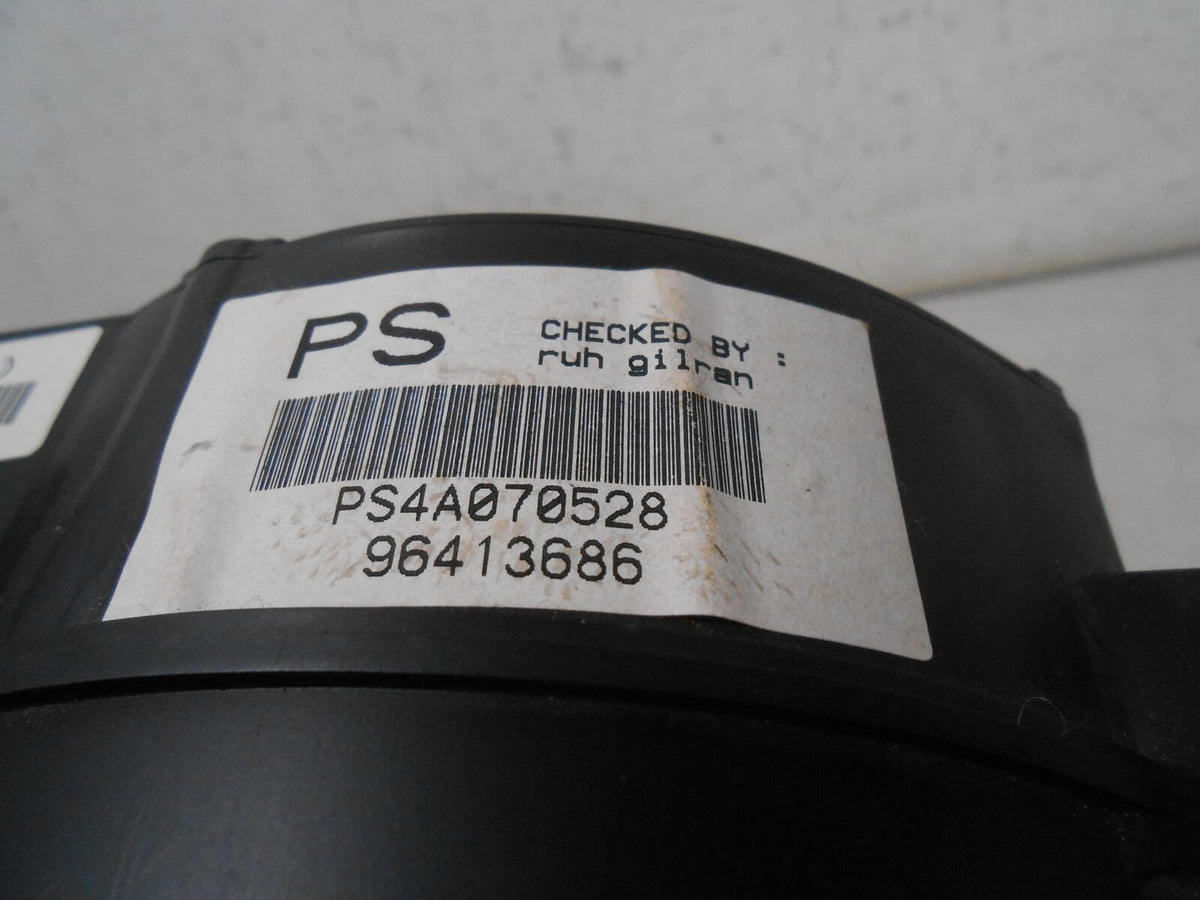 PS
CHECKED BY :
ruh gilran
PS4A070528
96413686